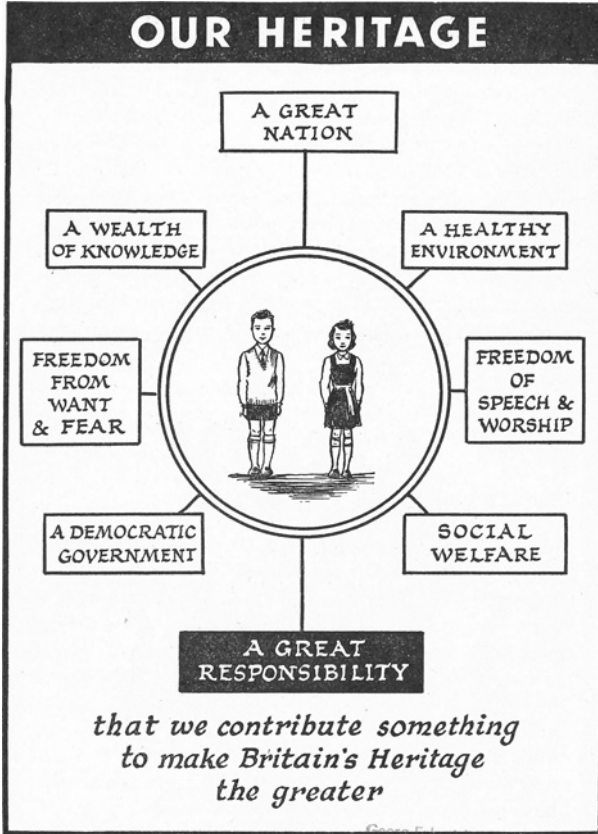 OUR HERITAGE
A GREAT
NATION
A WEALTH
OF KNOWLEDGE
A HEALTHY
ENVIRONMENT
FREEDOM
FROM
WANT
& FEAR
FREEDOM
OF
SPEECH &
WORSHIP
A DEMOCRATIC
GOVERNMENT
SOCIAL
WELFARE
A GREAT
RESPONSIBILITY
that we contribute something
to make Britain's Heritage
the greater